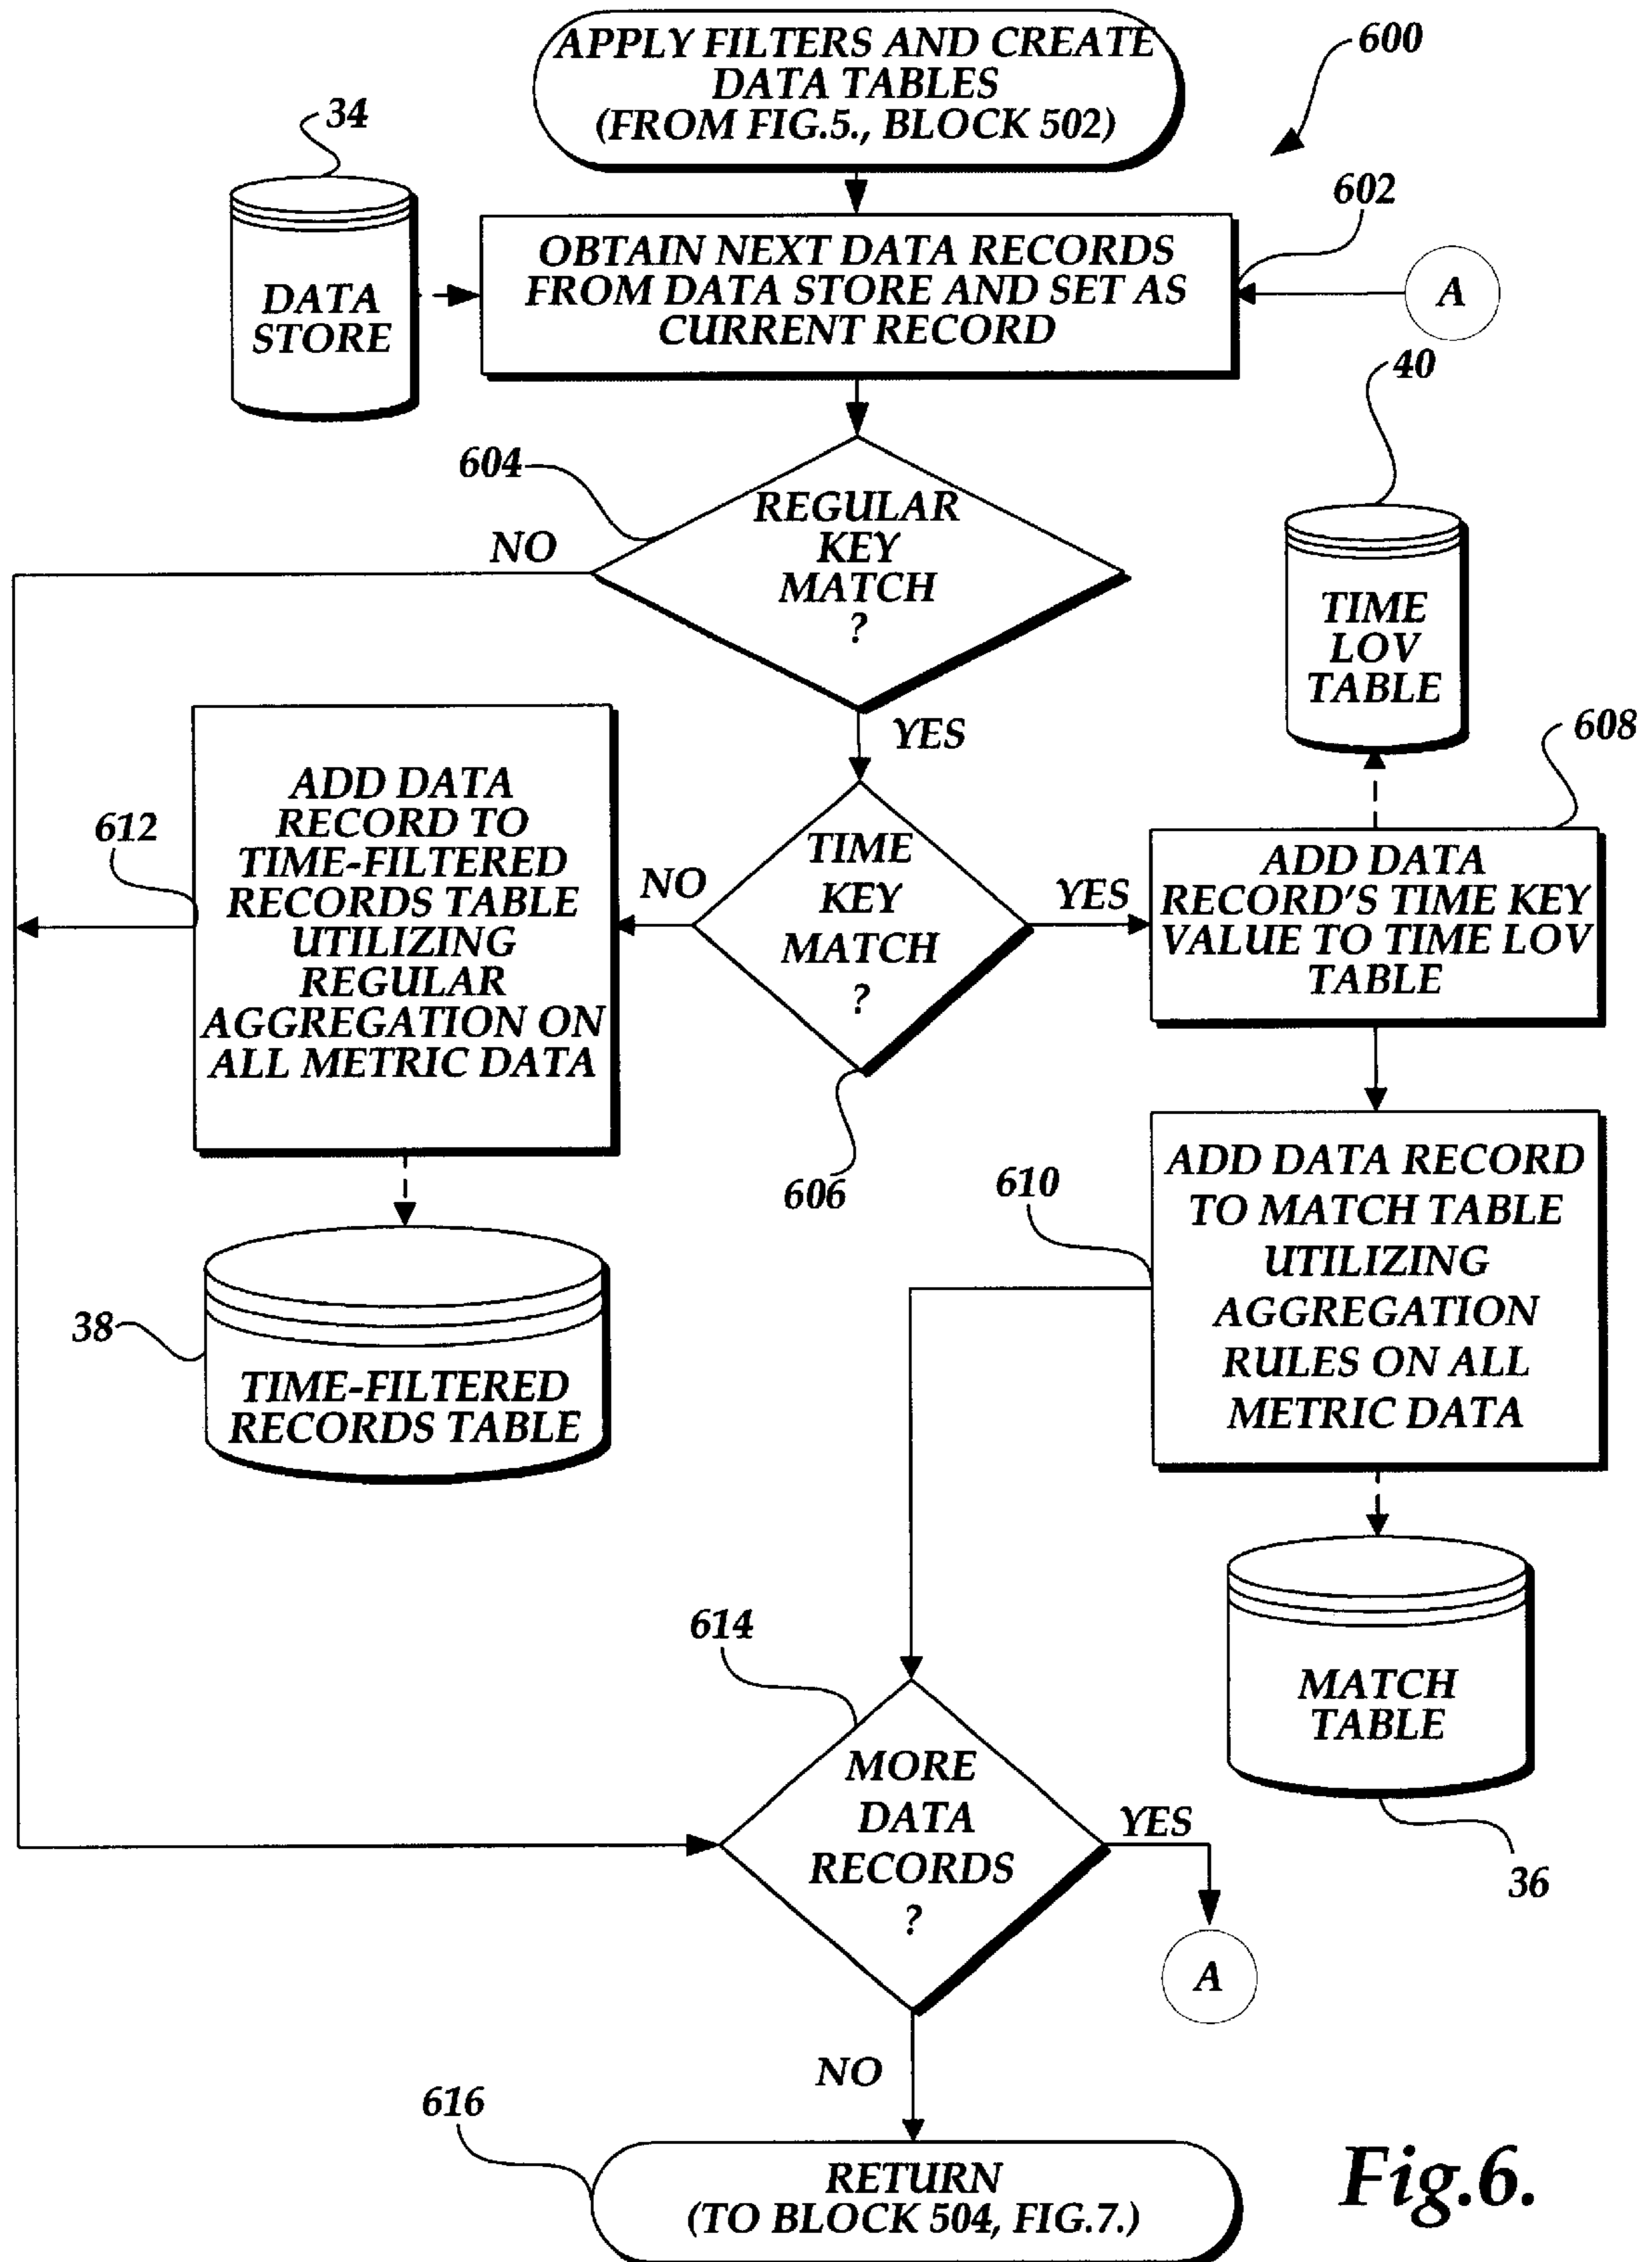 APPLY FILTERS AND CREATE
DATA TABLES
(FROM FIG.5., BLOCK 502)
600
34
602
DATA
STORE
OBTAIN NEXT DATA RECORDS
FROM DATA STORE AND SET AS
CURRENT RECORD
A
40
604
REGULAR
KEY
MATCH
?
NO
YES
TIME
LOV
TABLE
608
612
ADD DATA
RECORD TO
TIME-FILTERED
RECORDS TABLE
UTILIZING
REGULAR
AGGREGATION ON
ALL METRIC DATA
NO
TIME
KEY
MATCH
?
YES
ADD DATA
RECORD'S TIME KEY
VALUE TO TIME LOV
TABLE
606
610
ADD DATA RECORD
TO MATCH TABLE
UTILIZING
AGGREGATION
RULES ON ALL
METRIC DATA
38
TIME-FILTERED
RECORDS TABLE
614
MATCH
TABLE
36
MORE
DATA
RECORDS
?
YES
A
NO
616
RETURN
(TO BLOCK 504, FIG.7.)
Fig.6.